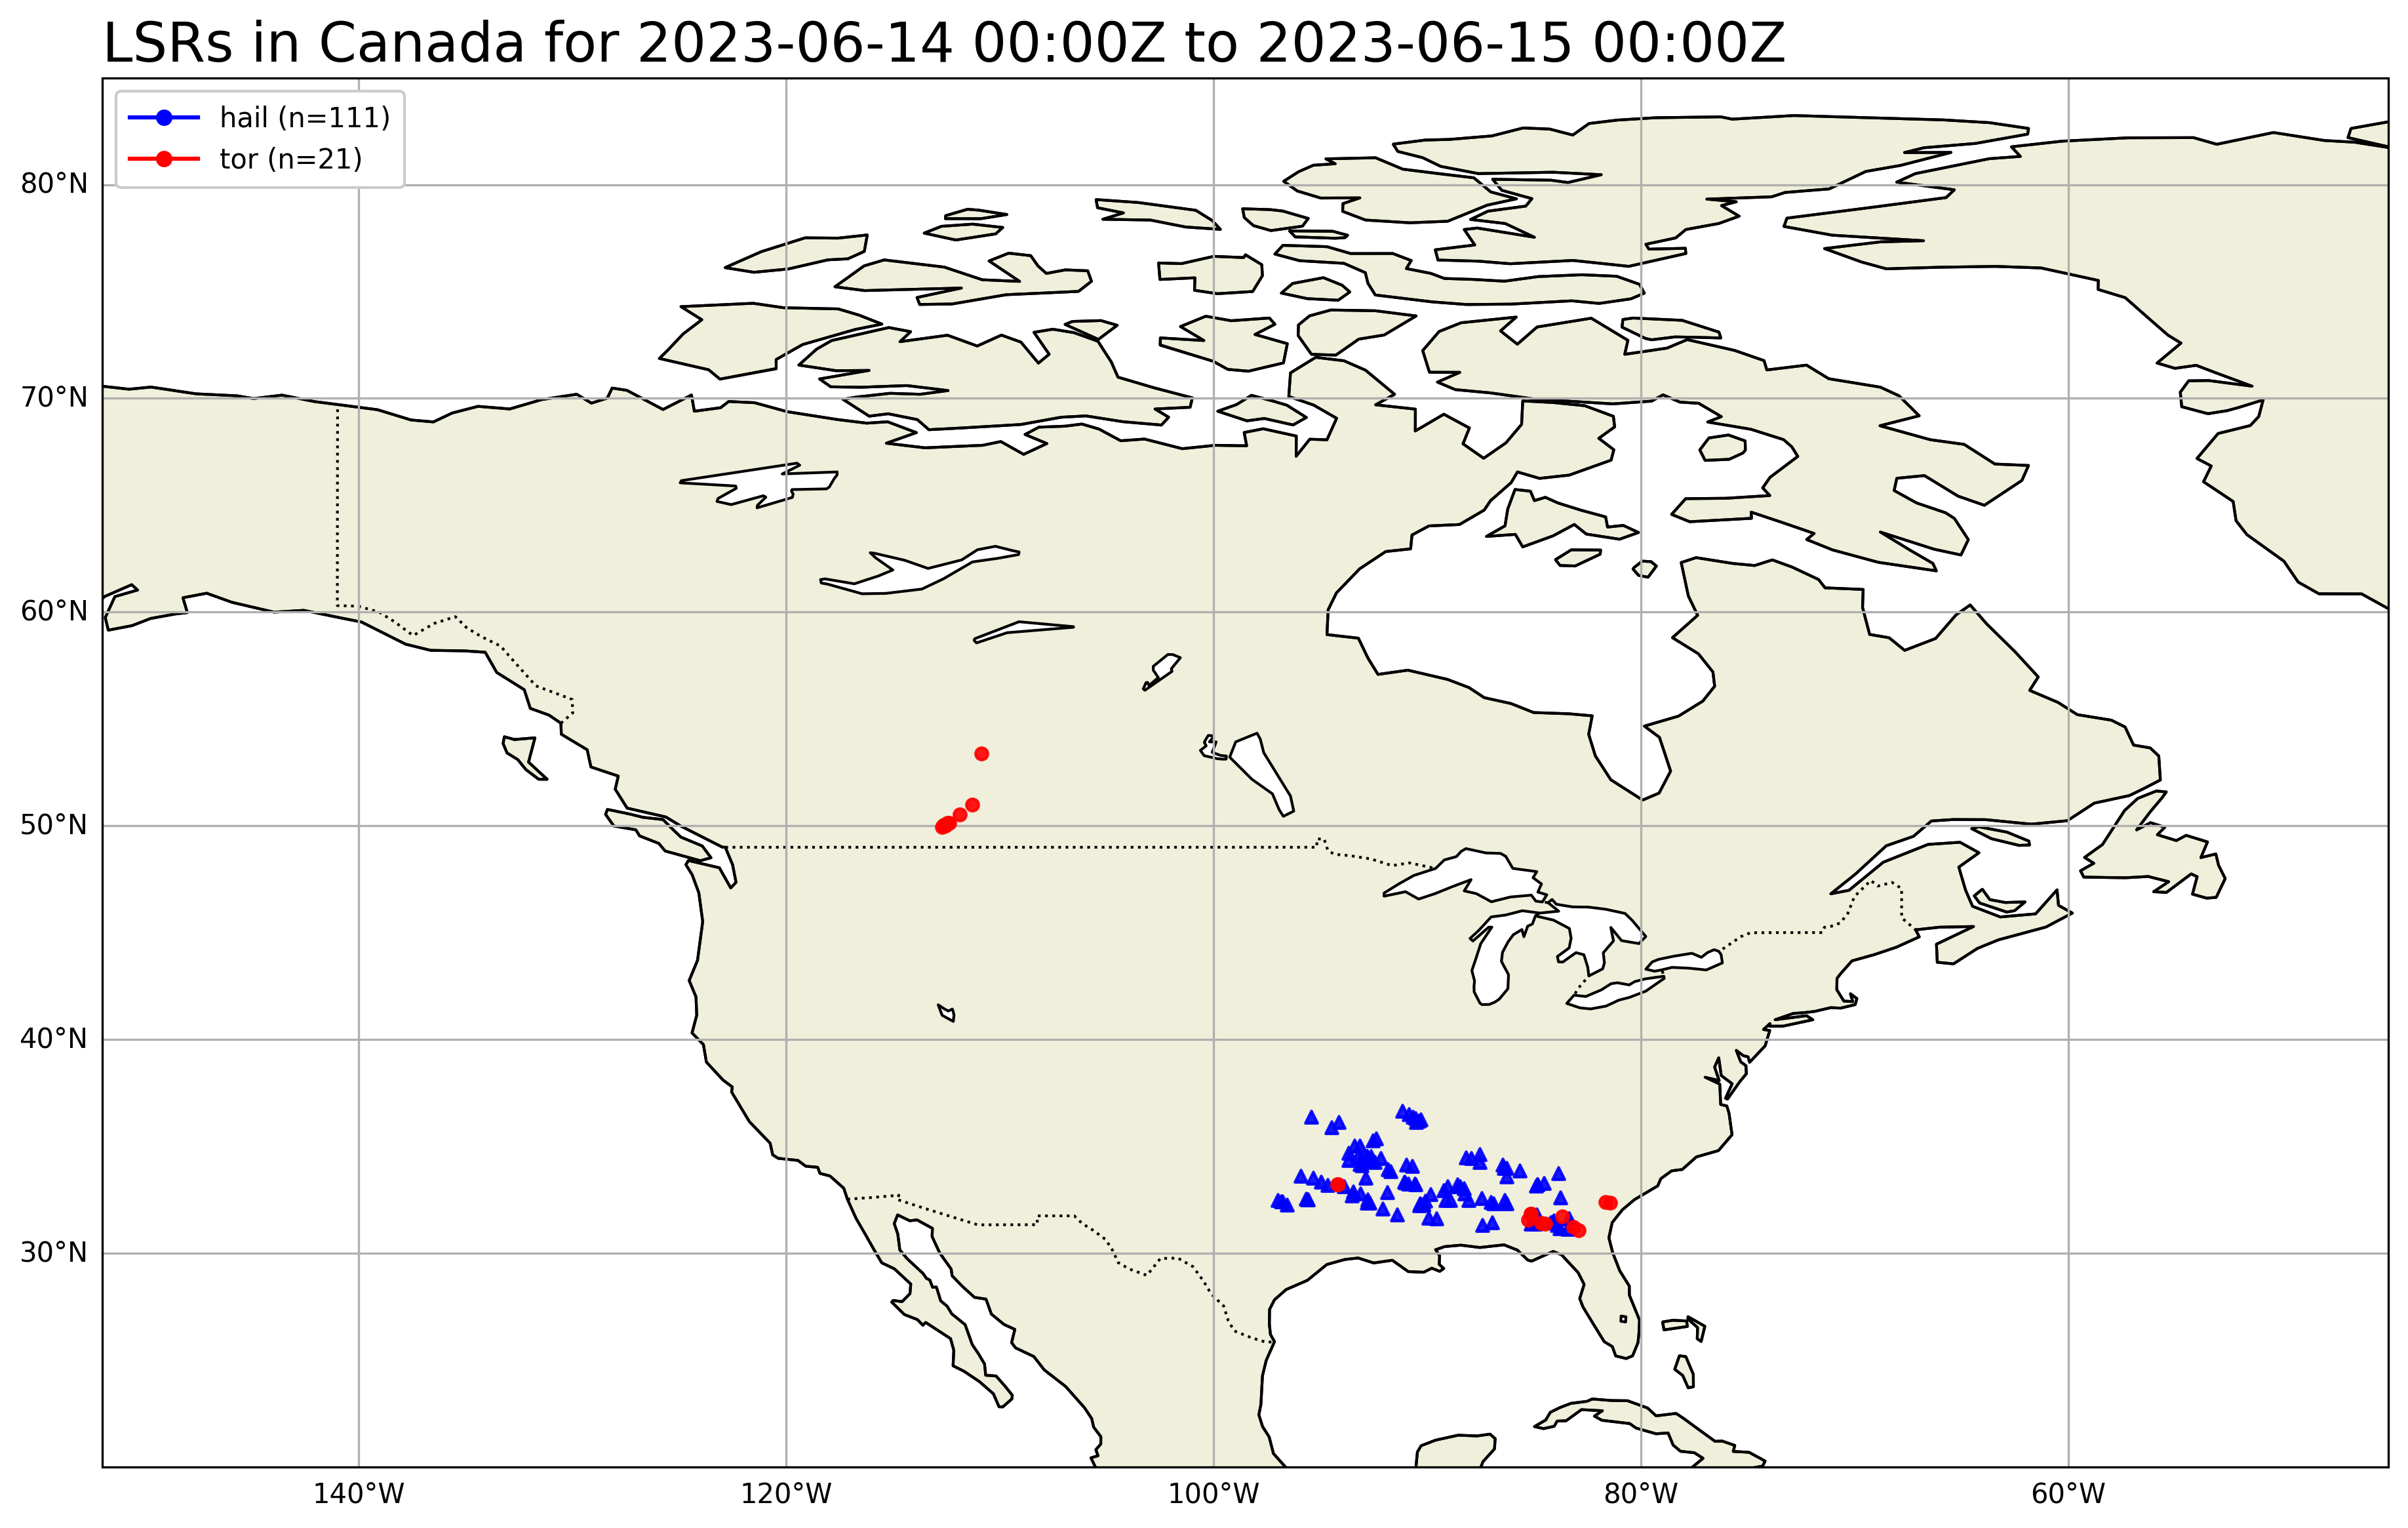 LSRs in Canada for 2023-06-14 00:00Z to 2023-06-15 00:00Z
hail (n=111)
tor (n=21)
80°N
70°N
60°N
50°N
40°N
30°N
140°W 120°W 100°W 80°W 60°W